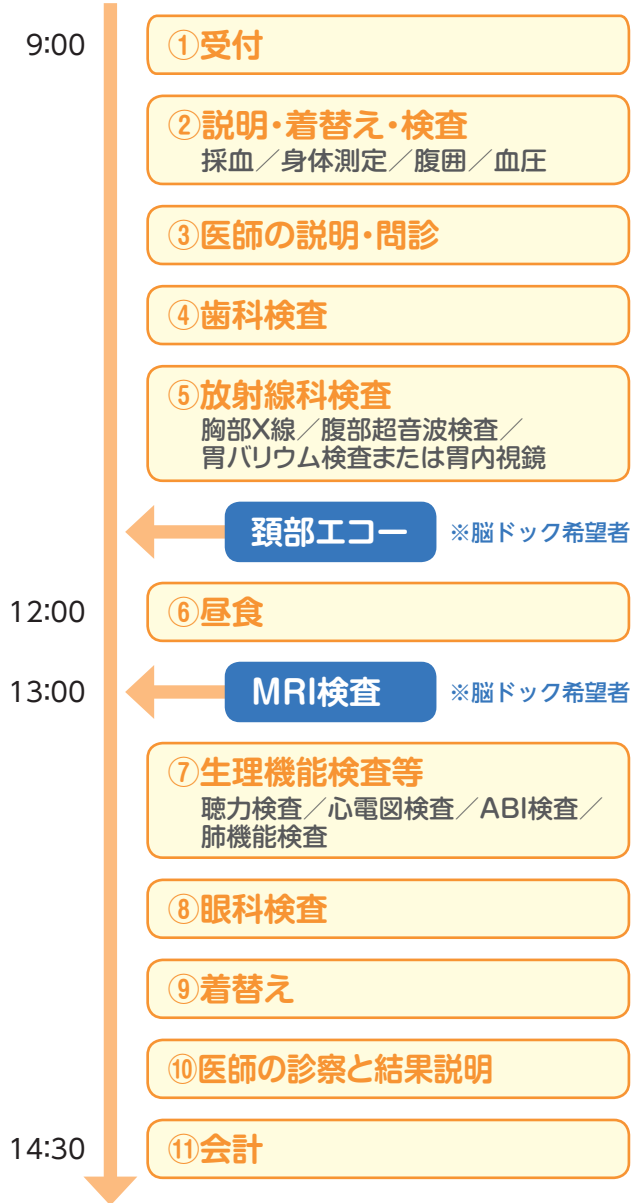 9:00
①受付
②説明・着替え・検査
採血／身体測定／腹囲／血圧
③医師の説明・問診
④歯科検査
⑤放射線科検査
胸部X線／腹部超音波検査／
胃バリウム検査または胃内視鏡
頚部エコー ※脳ドック希望者
12:00
⑥昼食
13:00
MRI検査 ※脳ドック希望者
⑦生理機能検査等
聴力検査／心電図検査／ABI検査／
肺機能検査
⑧眼科検査
⑨着替え
⑩医師の診察と結果説明
14:30
⑪会計